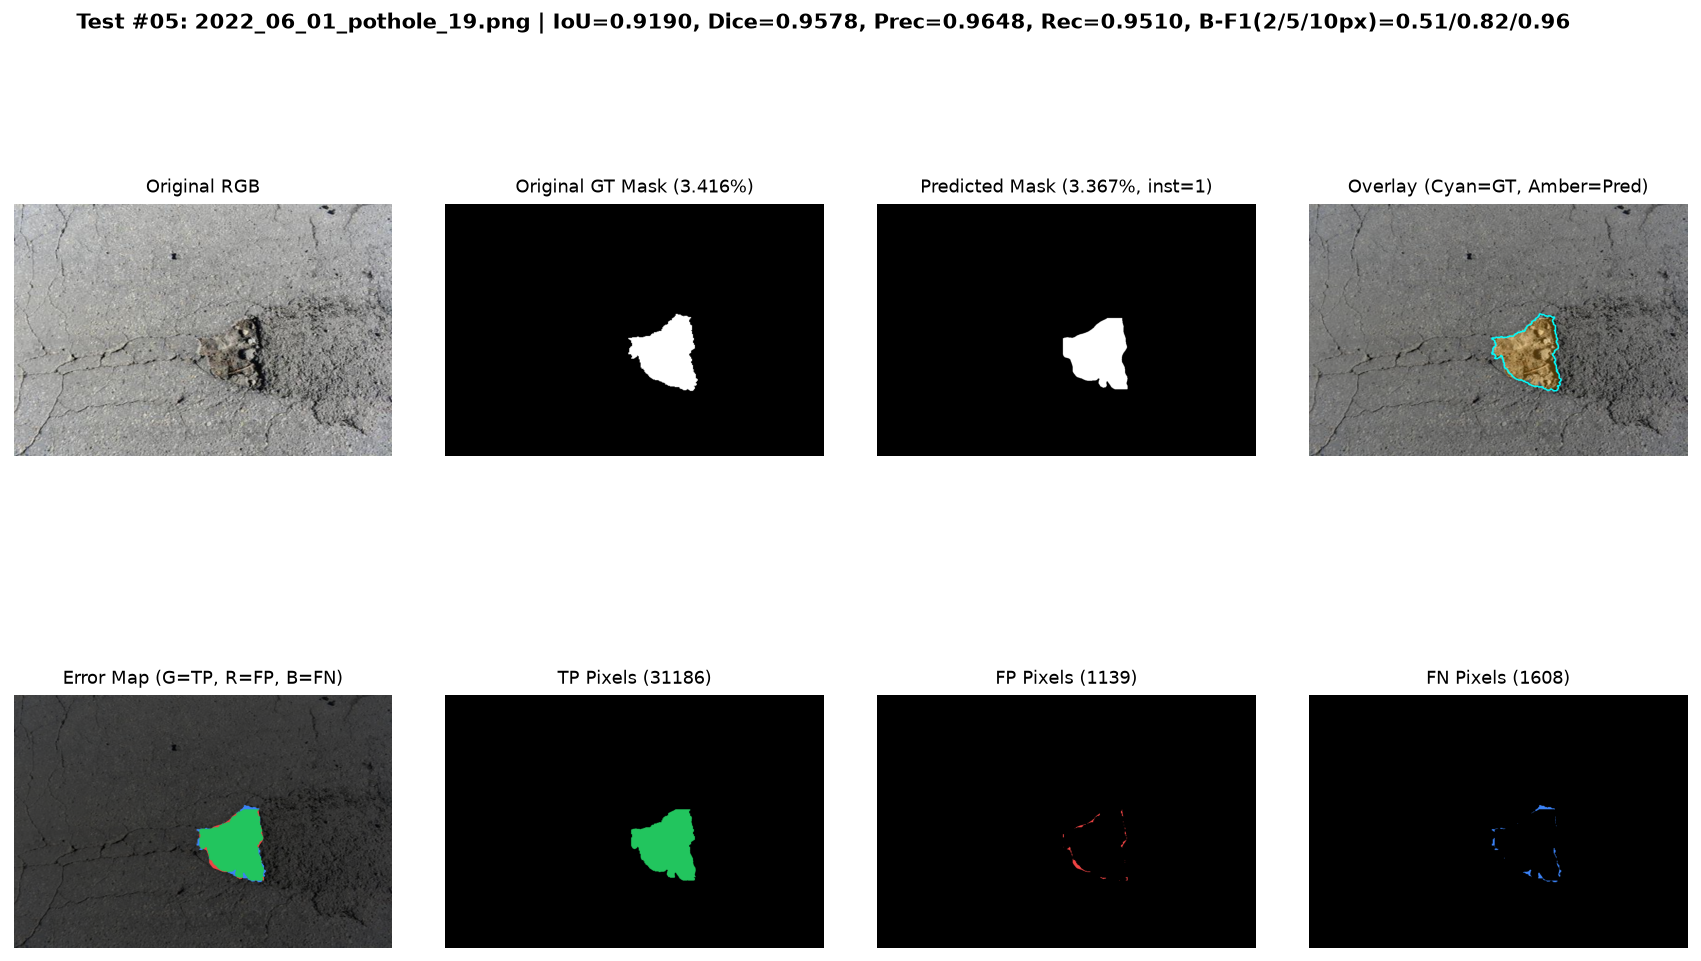 Test #05: 2022_06_01_pothole_19.png | IoU=0.9190, Dice=0.9578, Prec=0.9648, Rec=0.9510, B-F1(2/5/10px)=0.51/0.82/0.96
Original RGB
Original GT Mask (3.416%)
Predicted Mask (3.367%, inst=1)
Overlay (Cyan=GT, Amber=Pred)
Error Map (G=TP, R=FP, B=FN)
TP Pixels (31186)
FP Pixels (1139)
FN Pixels (1608)